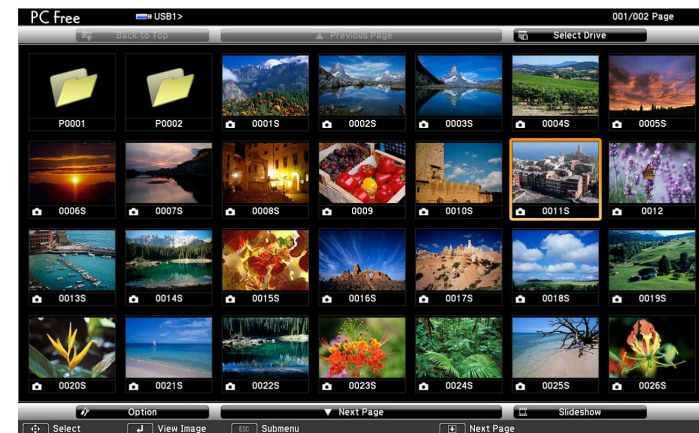 PC Free USB1> 001/002 Page
Back to Top Previous Page Select Drive
P0001 P0002 0001S 0002S 0003S 0004S 0005S
0006S 0007S 0008S 0009 0010S 0011S 0012
0013S 0014S 0015S 0016S 0017S 0018S 0019S
0020S 0021S 0022S 0023S 0024S 0025S 0026S
Option Next Page Slideshow
Select View Image ESC Submenu Next Page